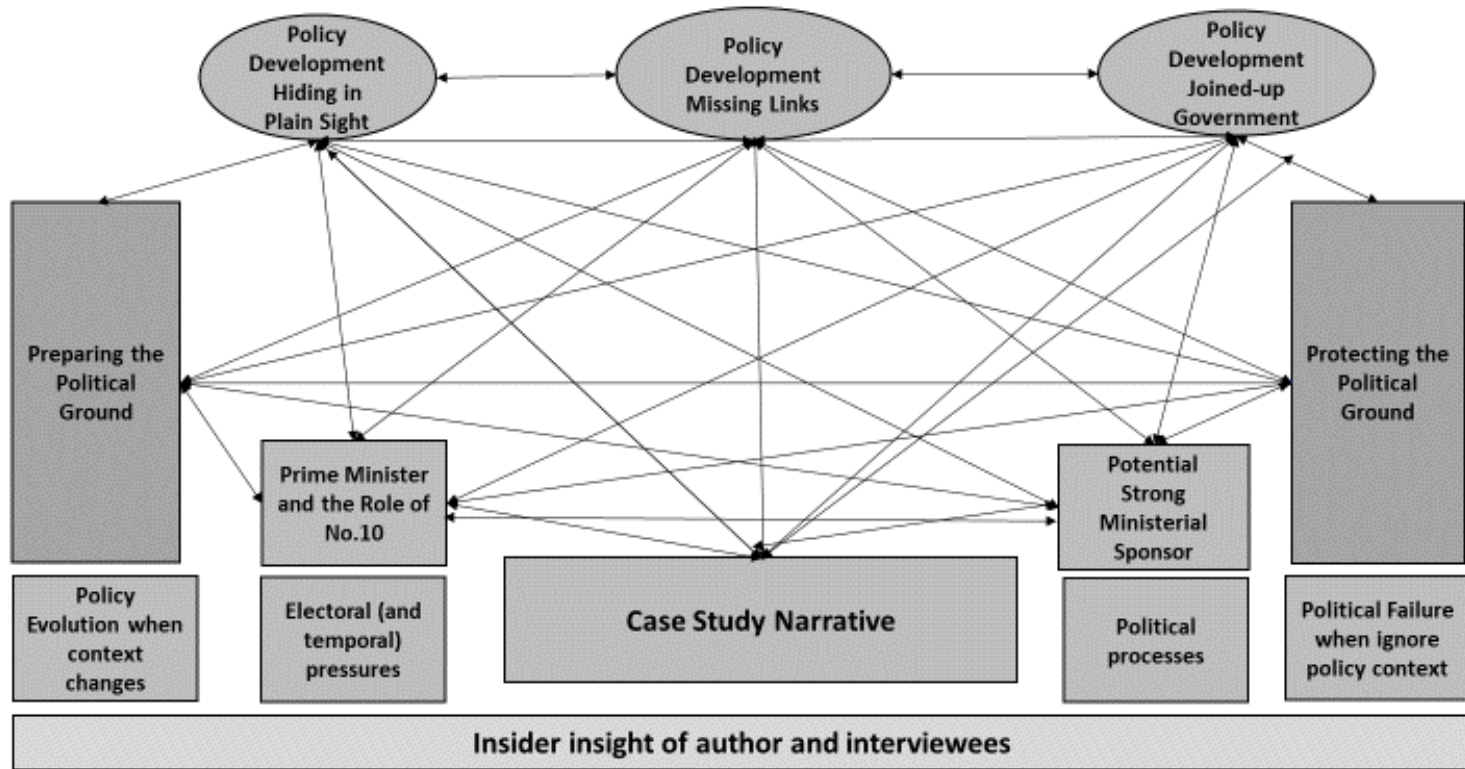 Policy
Development
Hiding in
Plain Sight
Policy
Development
Missing Links
Policy
Development
Joined-up
Government
Preparing the
Political
Ground
Protecting the
Political
Ground
Prime Minister
and the Role of
No.10
Potential
Strong
Ministerial
Sponsor
Policy
Evolution when
context
changes
Electoral (and
temporal)
pressures
Case Study Narrative
Political
processes
Political Failure
when ignore
policy context
Insider insight of author and interviewees